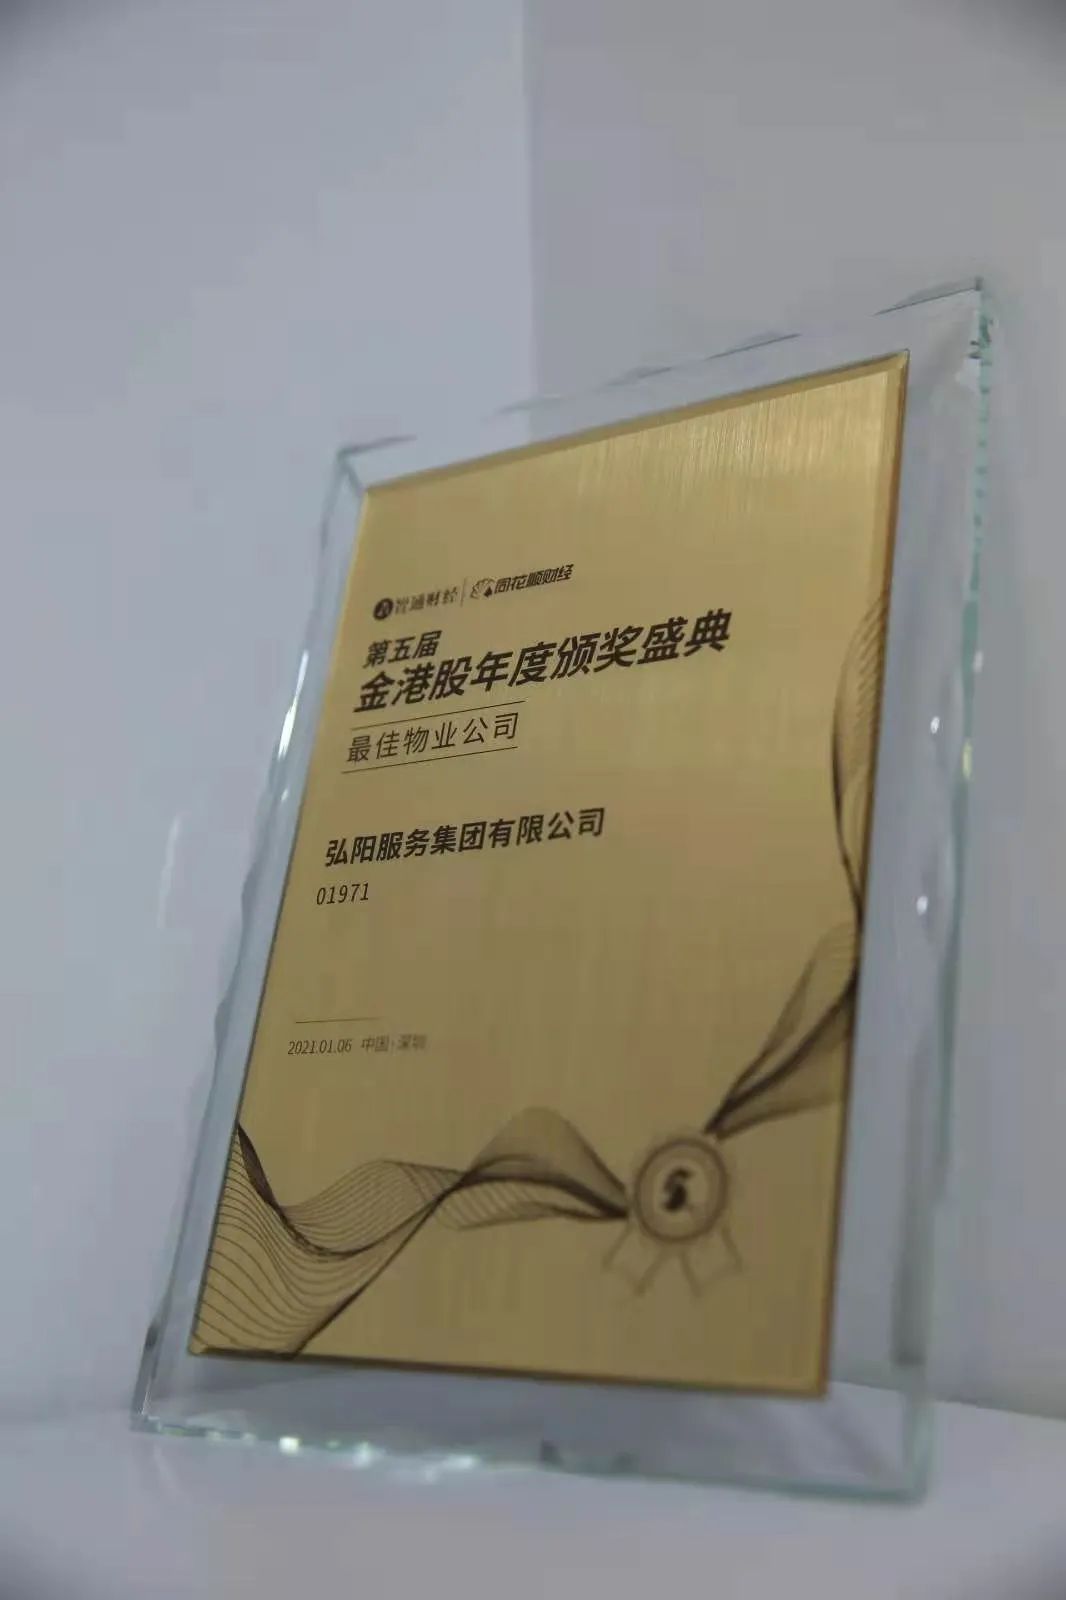 智通财经 | 同花顺财经
第五届
金港股年度颁奖盛典
最佳物业公司
弘阳服务集团有限公司
01971
2021.01.06 中国·深圳